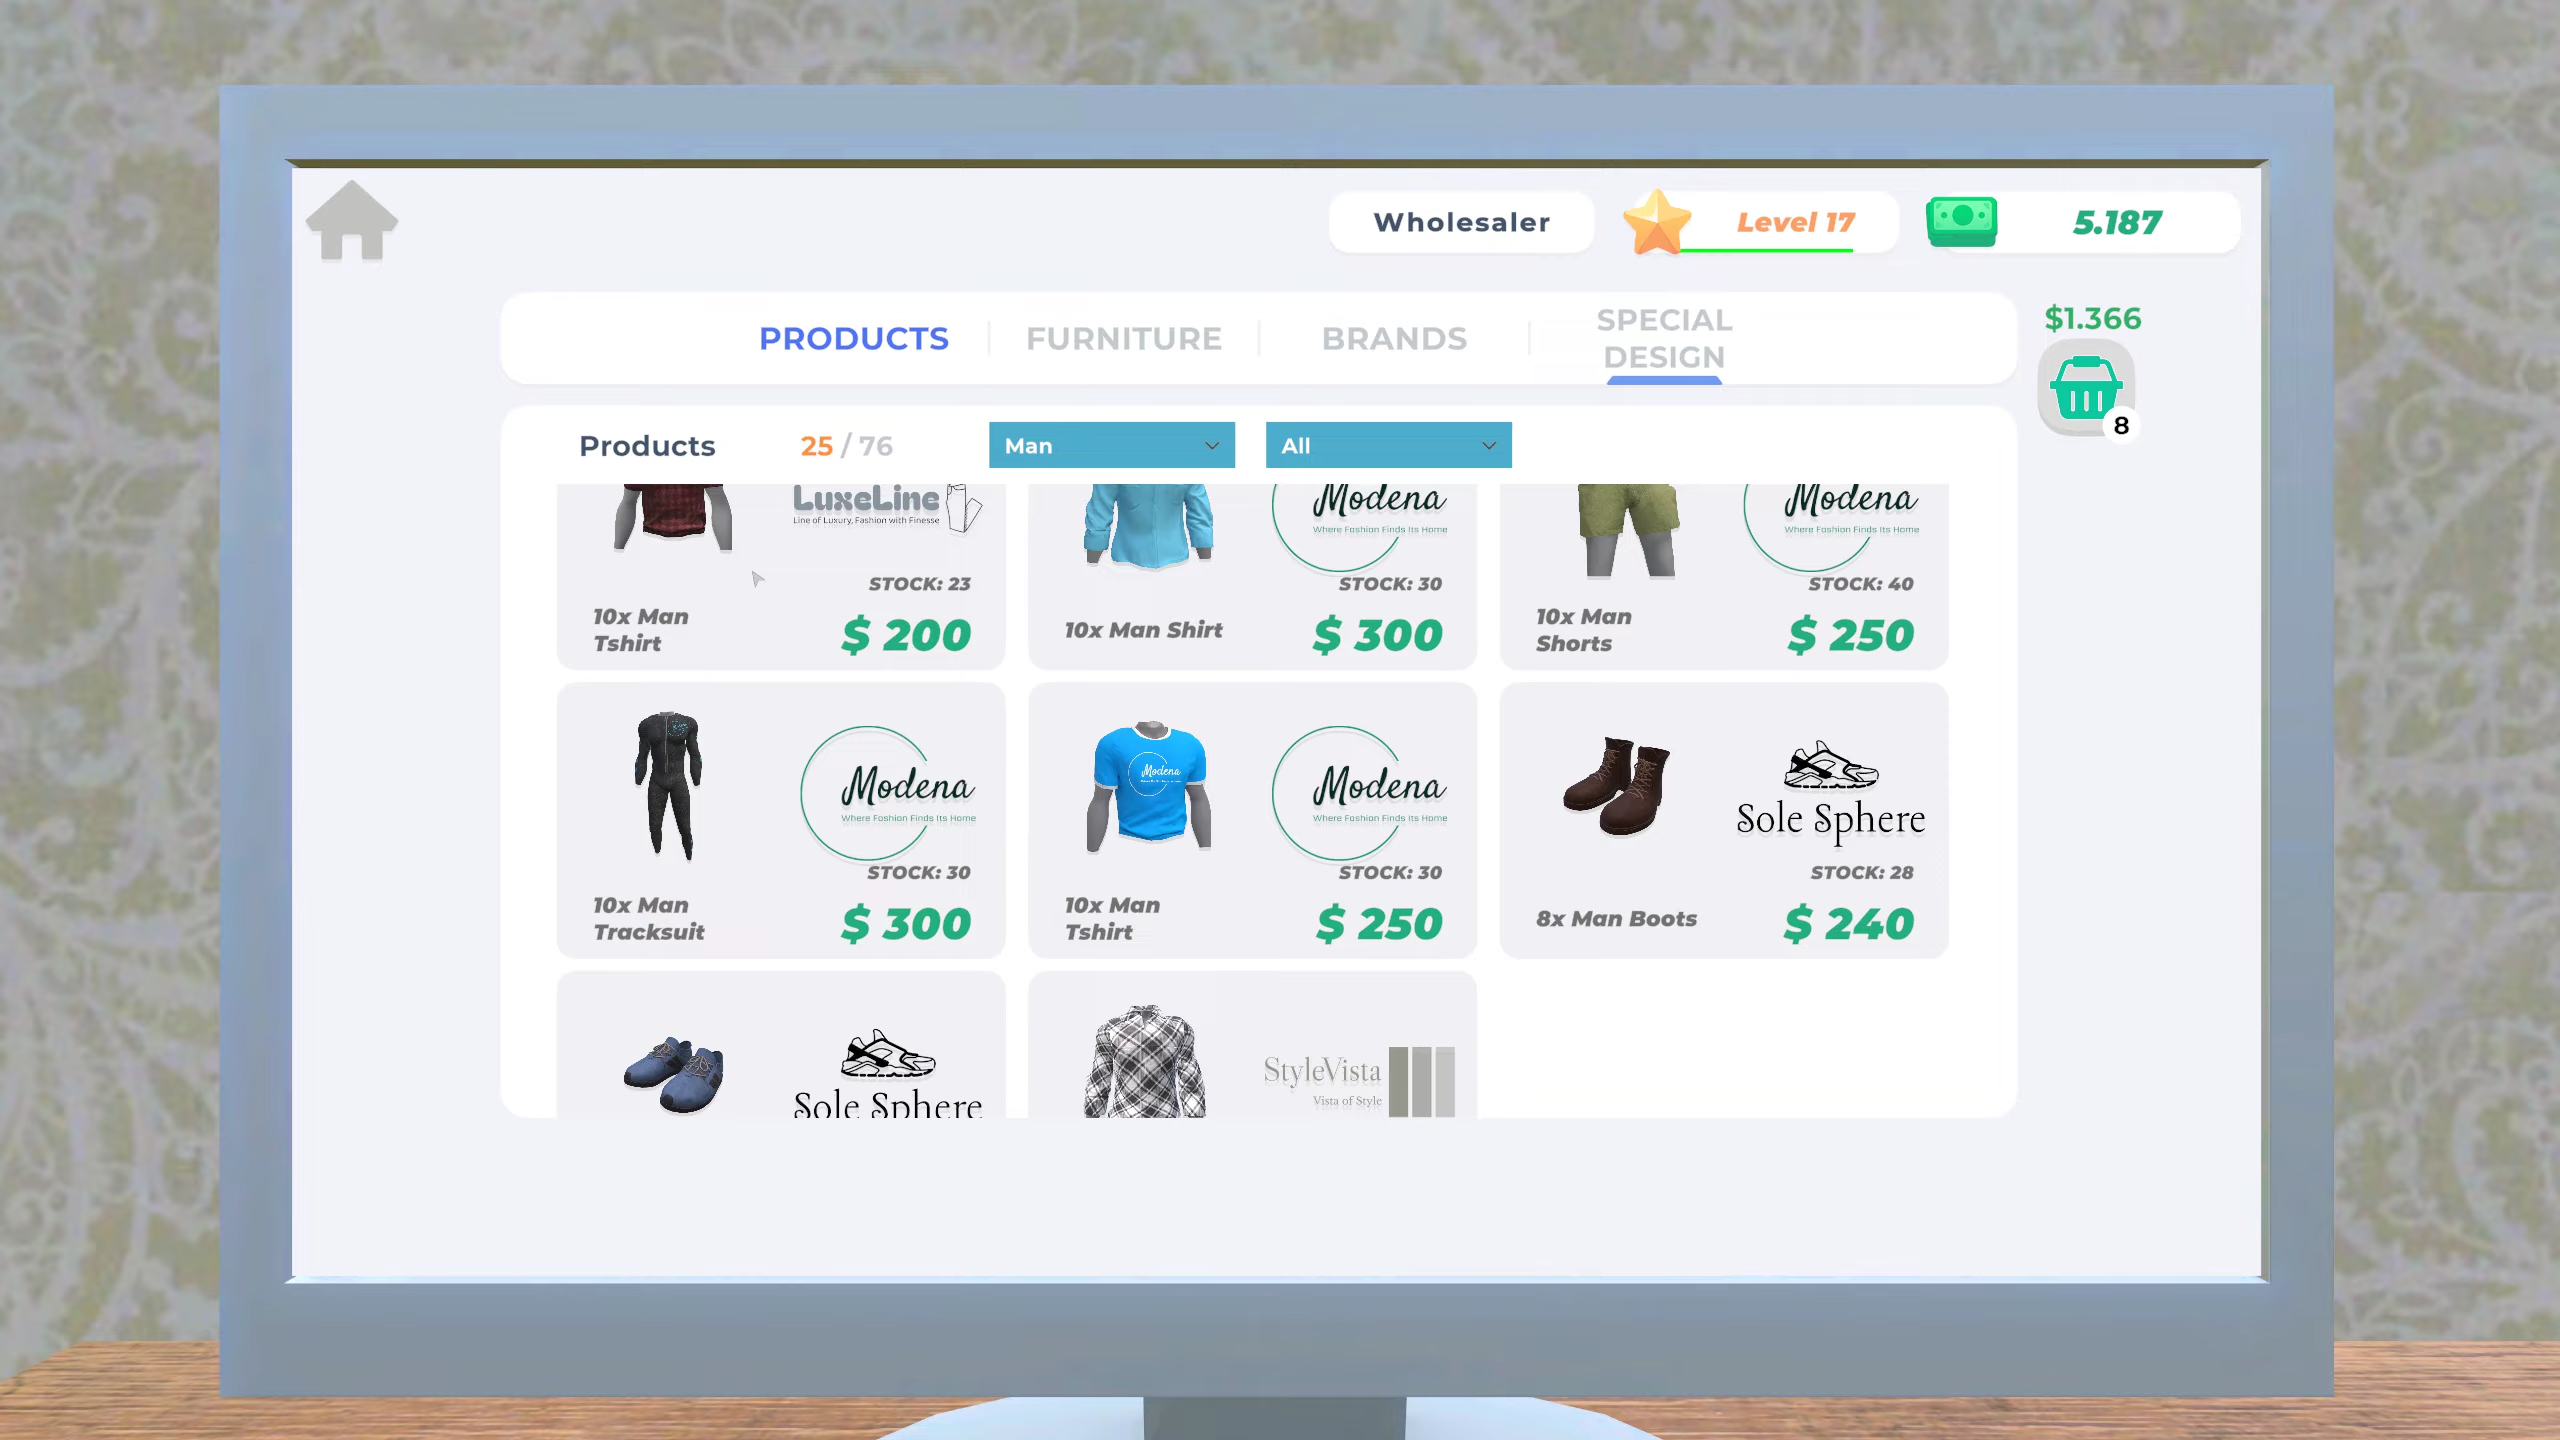 Wholesaler
Level 17
5.187
PRODUCTS
FURNITURE
BRANDS
SPECIAL
DESIGN
$1.366
8
Products
25 / 76
Man
All
LuxeLine
Line of Luxury, Fashion with Finesse
STOCK: 23
10x Man
Tshirt
$ 200
Modena
Where Fashion Finds Its Home
STOCK: 30
10x Man Shirt
$ 300
Modena
Where Fashion Finds Its Home
STOCK: 40
10x Man
Shorts
$ 250
Modena
Where Fashion Finds Its Home
STOCK: 30
10x Man
Tracksuit
$ 300
Modena
Modena
Where Fashion Finds Its Home
STOCK: 30
10x Man
Tshirt
$ 250
Sole Sphere
STOCK: 28
8x Man Boots
$ 240
Sole Sphere
StyleVista
Vista of Style